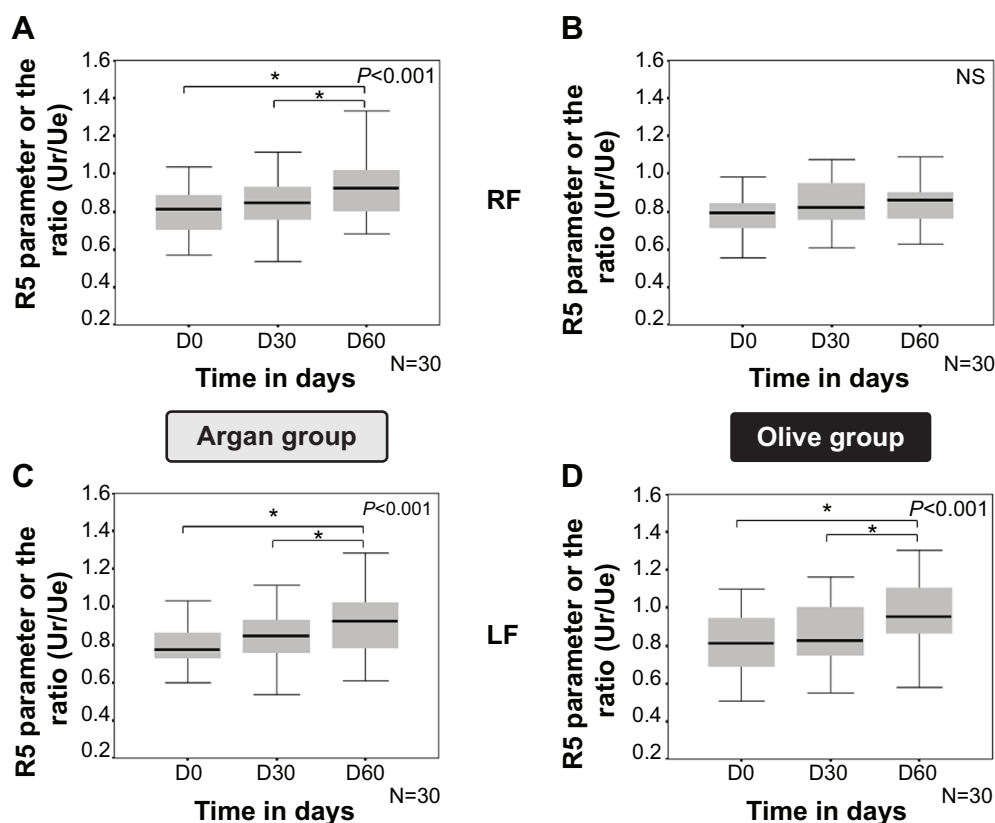 A
R5 parameter or the
ratio (Ur/Ue)
1.6
1.4
1.2
1.0
0.8
0.6
0.4
0.2
*
*
P<0.001
D0 D30 D60
N=30
Time in days
RF
B
R5 parameter or the
ratio (Ur/Ue)
1.6
1.4
1.2
1.0
0.8
0.6
0.4
0.2
NS
D0 D30 D60
N=30
Time in days
Argan group
Olive group
C
R5 parameter or the
ratio (Ur/Ue)
1.6
1.4
1.2
1.0
0.8
0.6
0.4
0.2
*
*
P<0.001
D0 D30 D60
N=30
Time in days
LF
D
R5 parameter or the
ratio (Ur/Ue)
1.6
1.4
1.2
1.0
0.8
0.6
0.4
0.2
*
*
P<0.001
D0 D30 D60
N=30
Time in days